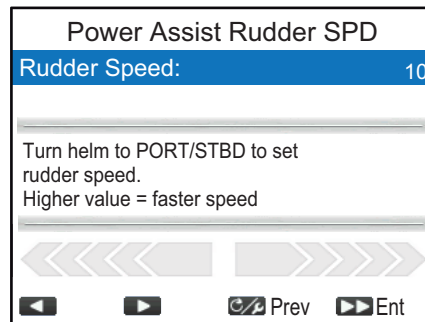 Power Assist Rudder SPD
Rudder Speed: 10
Turn helm to PORT/STBD to set
rudder speed.
Higher value = faster speed
Prev Ent